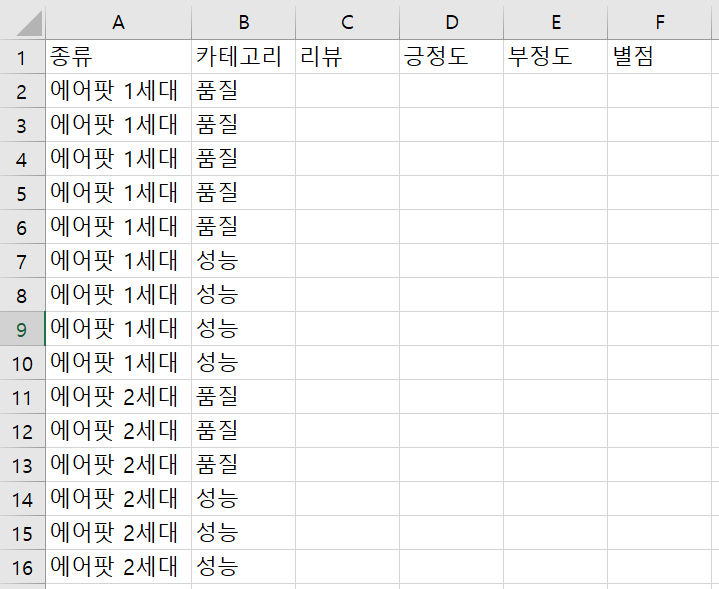 A B C D E F
1 종류 카테고리 리뷰 긍정도 부정도 별점
2 에어팟 1세대 품질
3 에어팟 1세대 품질
4 에어팟 1세대 품질
5 에어팟 1세대 품질
6 에어팟 1세대 품질
7 에어팟 1세대 성능
8 에어팟 1세대 성능
9 에어팟 1세대 성능
10 에어팟 1세대 성능
11 에어팟 2세대 품질
12 에어팟 2세대 품질
13 에어팟 2세대 품질
14 에어팟 2세대 성능
15 에어팟 2세대 성능
16 에어팟 2세대 성능